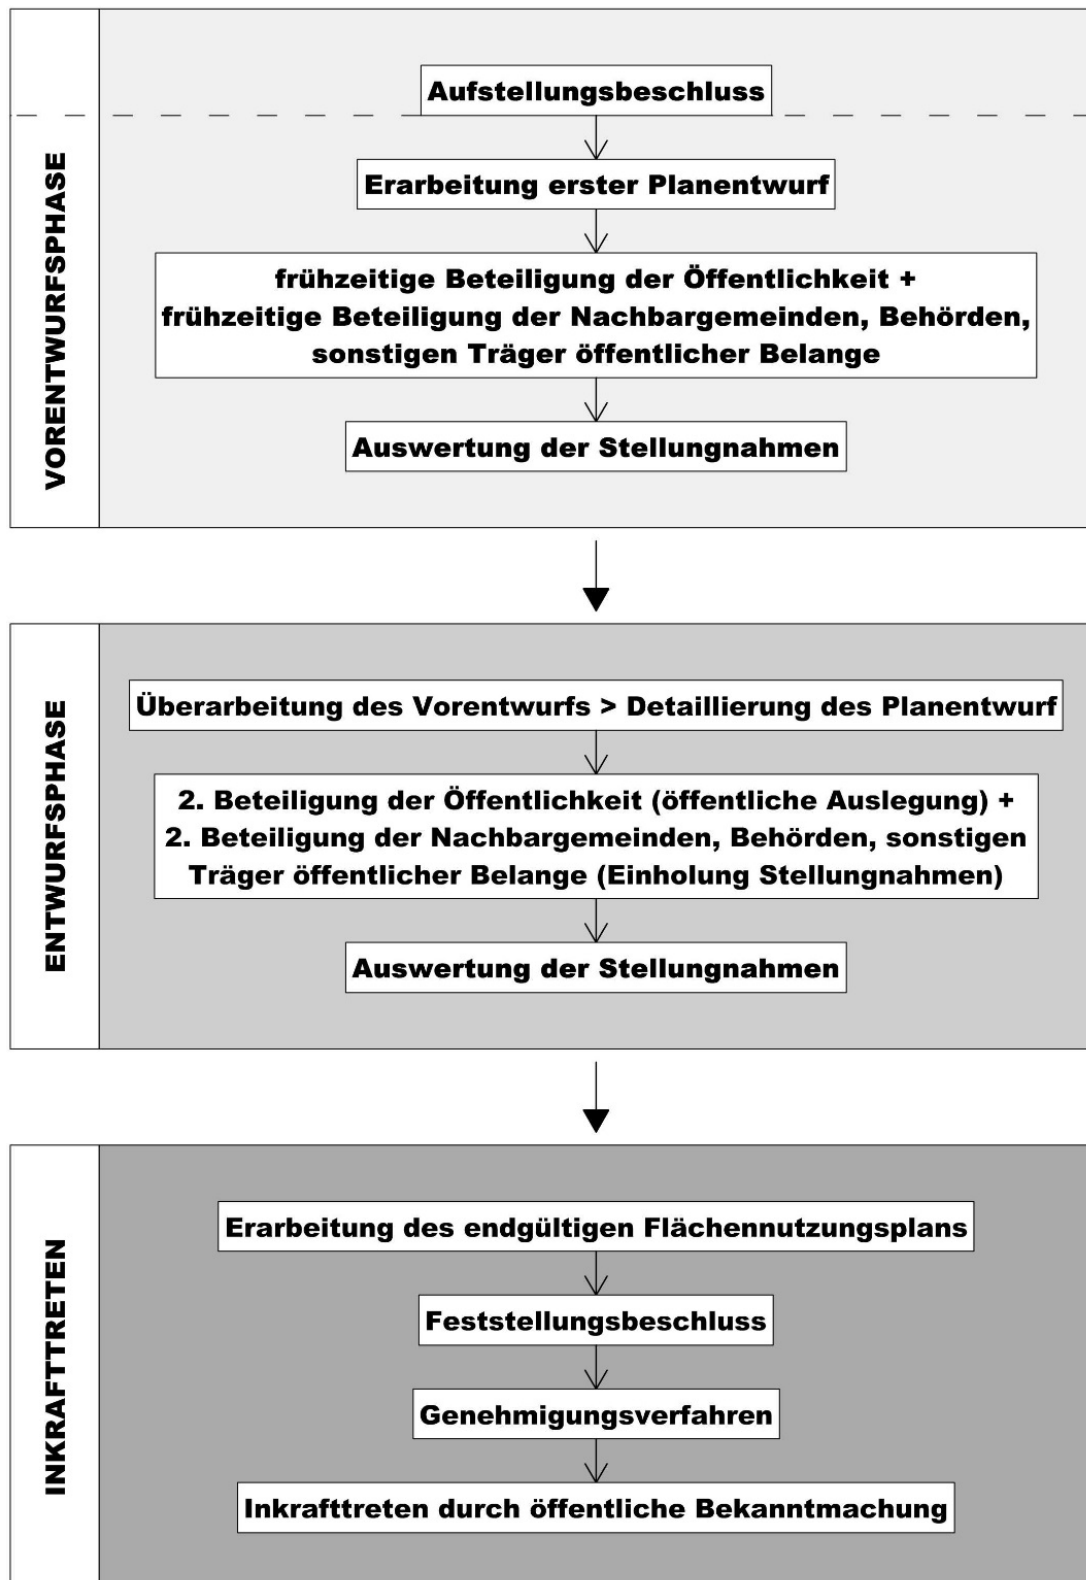 VORENTWURFSPHASE
Aufstellungsbeschluss
Erarbeitung erster Planentwurf
frühzeitige Beteiligung der Öffentlichkeit +
frühzeitige Beteiligung der Nachbargemeinden, Behörden,
sonstigen Träger öffentlicher Belange
Auswertung der Stellungnahmen
ENTWURFSPHASE
Überarbeitung des Vorentwurfs > Detaillierung des Planentwurf
2. Beteiligung der Öffentlichkeit (öffentliche Auslegung) +
2. Beteiligung der Nachbargemeinden, Behörden, sonstigen
Träger öffentlicher Belange (Einholung Stellungnahmen)
Auswertung der Stellungnahmen
INKRAFTTRETEN
Erarbeitung des endgültigen Flächennutzungsplans
Feststellungsbeschluss
Genehmigungsverfahren
Inkrafttreten durch öffentliche Bekanntmachung